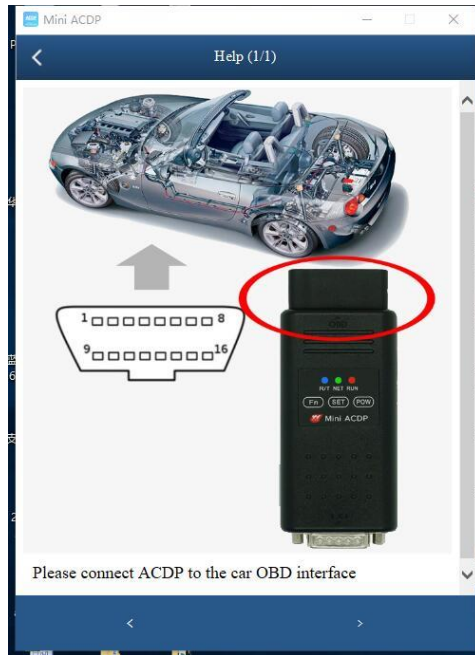 Mini ACDP
Help (1/1)
1 8
9 16
OBD
R/T NET RUN
Fn SET POW
Mini ACDP
Please connect ACDP to the car OBD interface